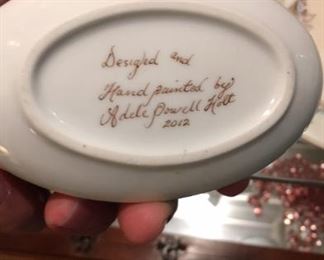 Designed and
Hand painted by
Adele Powell Holt
2012